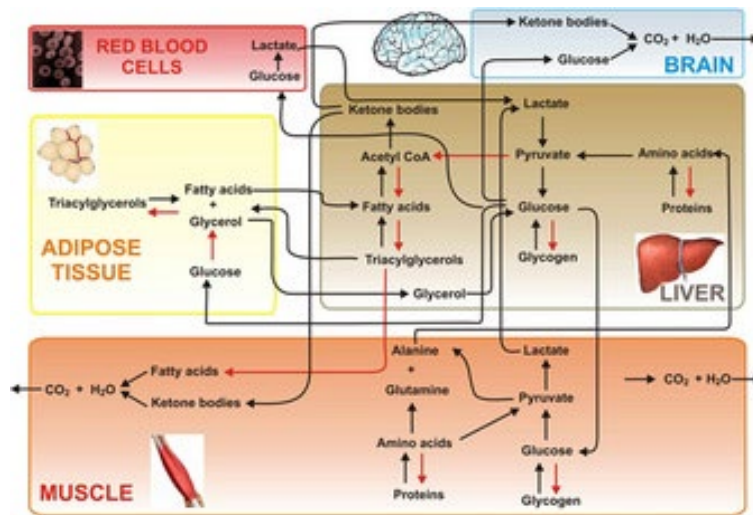 RED BLOOD
CELLS
Lactate
Glucose
Ketone bodies
CO₂ + H₂O
Glucose
BRAIN
Ketone bodies
Lactate
Acetyl CoA
Pyruvate
Amino acids
Fatty acids
Glucose
Proteins
Triacylglycerols
Glycogen
Glycerol
LIVER
Triacylglycerols
Fatty acids
+
Glycerol
ADIPOSE
TISSUE
Glucose
Alanine
+
Glutamine
Lactate
Fatty acids
CO₂ + H₂O
CO₂ + H₂O
Ketone bodies
Pyruvate
Amino acids
Glucose
MUSCLE
Proteins
Glycogen